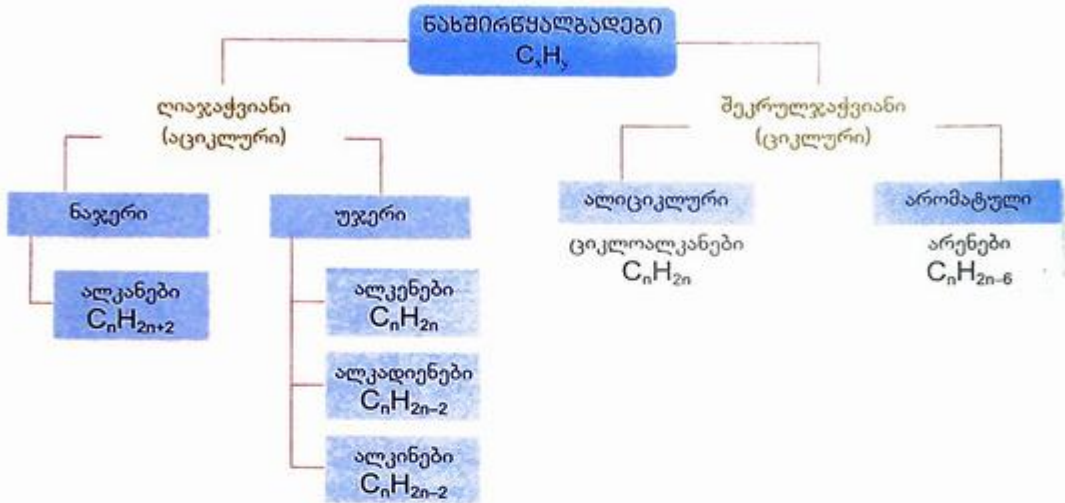 ნახშირწყალბადები
CₓHᵧ
ღიაჯაჭვიანი
(აციკლური)
შეკრულჯაჭვიანი
(ციკლური)
ნაჯერი
უჯერი
ალიციკლური
არომატული
ციკლოალკანები
CₙH₂ₙ
არენები
CₙH₂ₙ₋₆
ალკანები
CₙH₂ₙ₊₂
ალკენები
CₙH₂ₙ
ალკადიენები
CₙH₂ₙ₋₂
ალკინები
CₙH₂ₙ₋₂